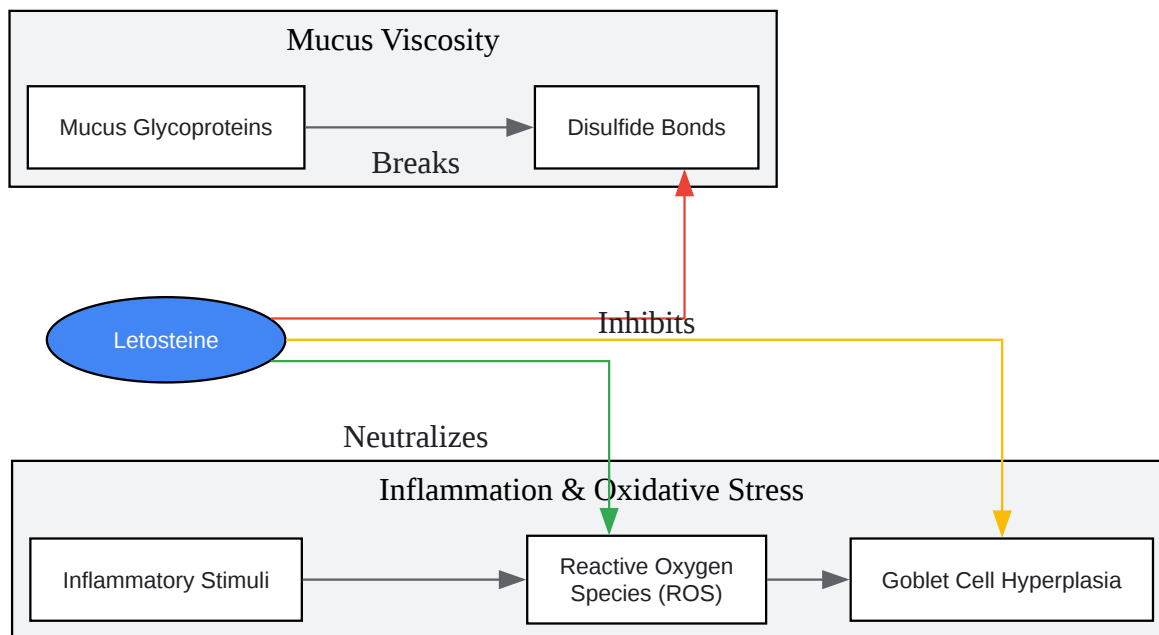 Mucus Viscosity
Mucus Glycoproteins
Disulfide Bonds
Breaks
Letosteine
Inhibits
Neutralizes
Inflammation & Oxidative Stress
Inflammatory Stimuli
Reactive Oxygen
Species (ROS)
Goblet Cell Hyperplasia